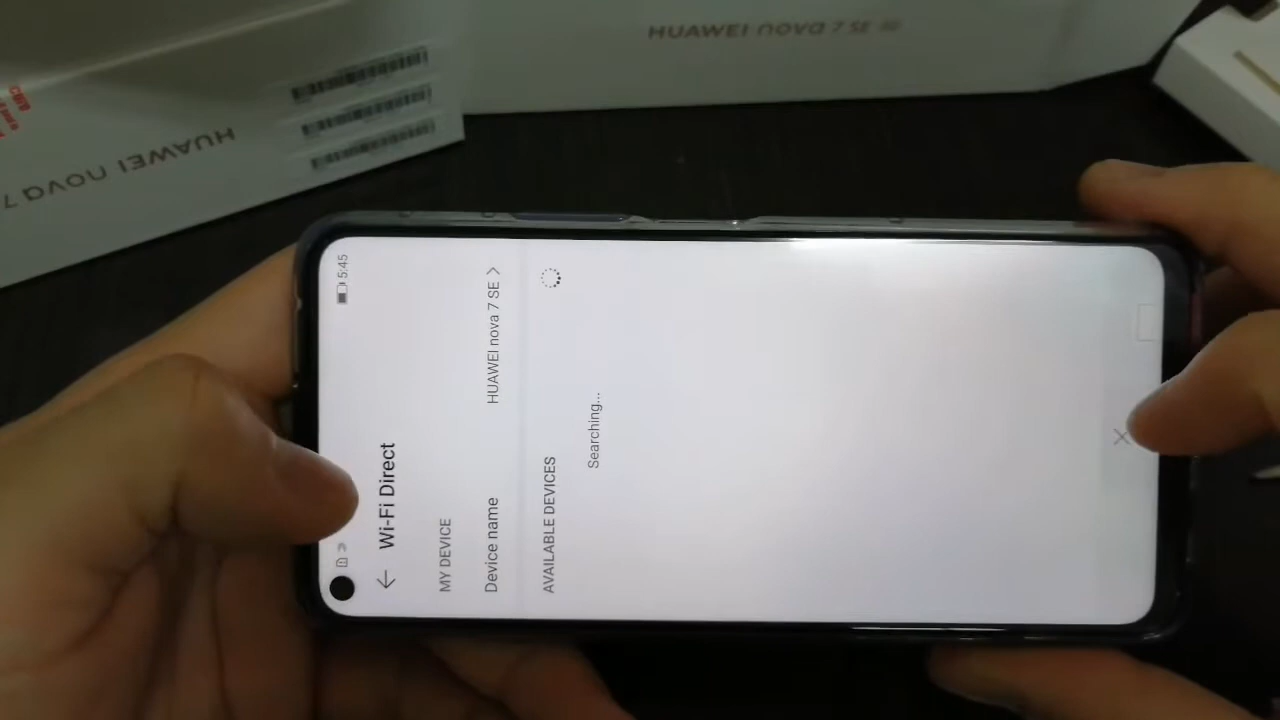 HUAWEI nova 7 SE 5G
HUAWEI nova 7
5:45
Wi-Fi Direct
MY DEVICE
Device name
HUAWEI nova 7 SE >
AVAILABLE DEVICES
Searching...